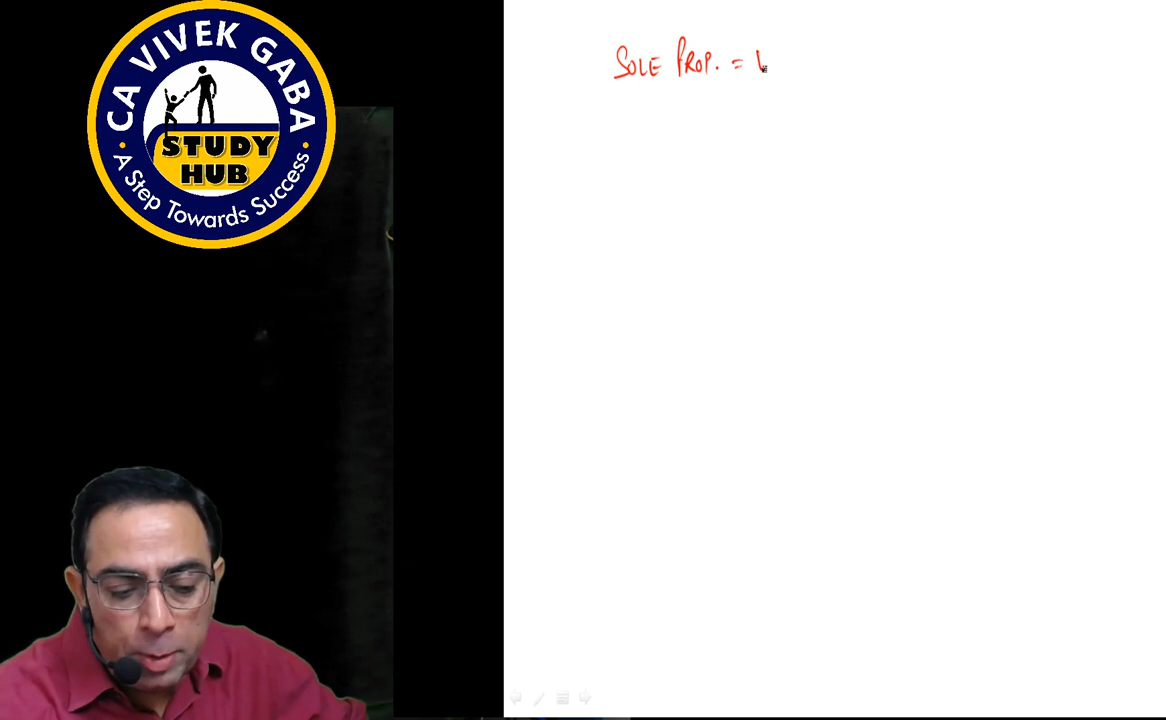 CA VIVEK GABA
STUDY
HUB
• A Step Towards Success •
SOLE PROP. =